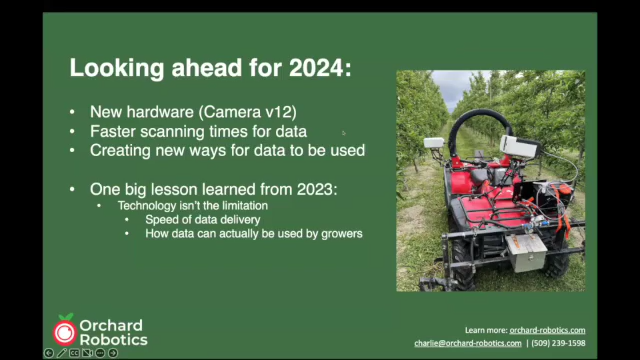 Looking ahead for 2024:
New hardware (Camera v12)
Faster scanning times for data
Creating new ways for data to be used
One big lesson learned from 2023:
Technology isn't the limitation
Speed of data delivery
How data can actually be used by growers
Orchard
Robotics
Learn more: orchard-robotics.com
charlie@orchard-robotics.com | (509) 239-1598